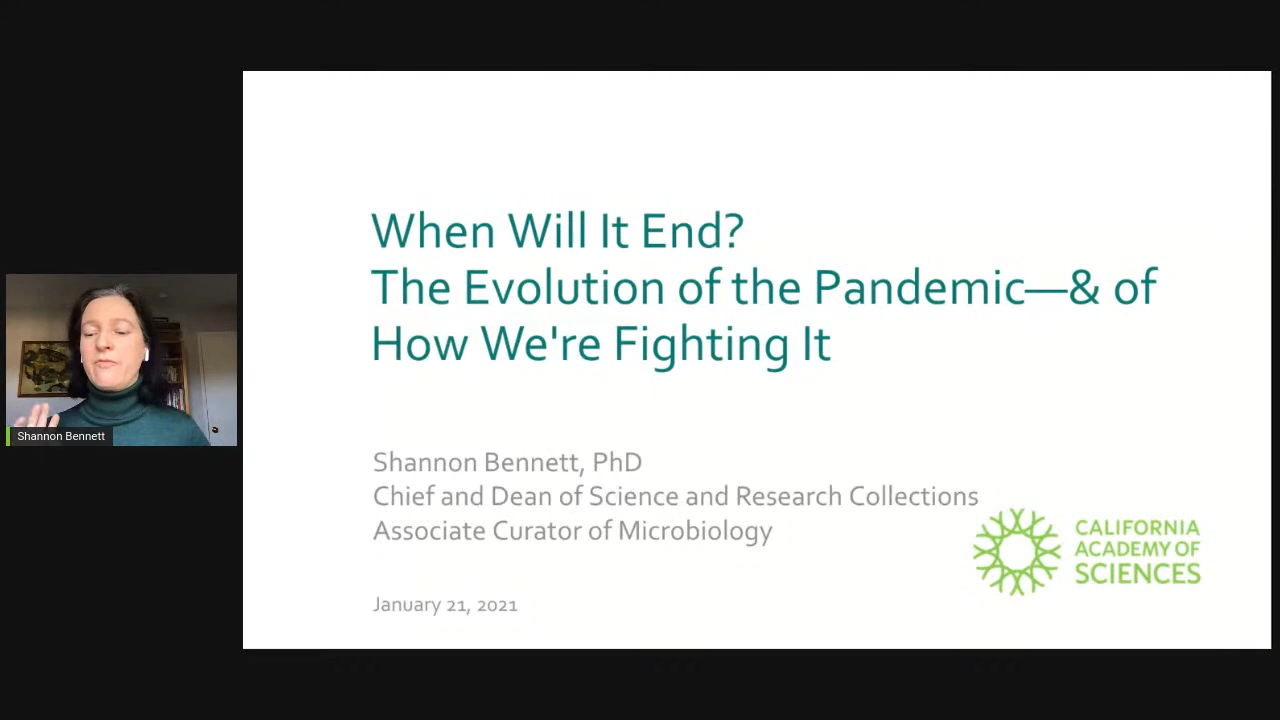 When Will It End?
The Evolution of the Pandemic—& of
How We're Fighting It
Shannon Bennett, PhD
Chief and Dean of Science and Research Collections
Associate Curator of Microbiology
January 21, 2021
CALIFORNIA
ACADEMY OF
SCIENCES
Shannon Bennett